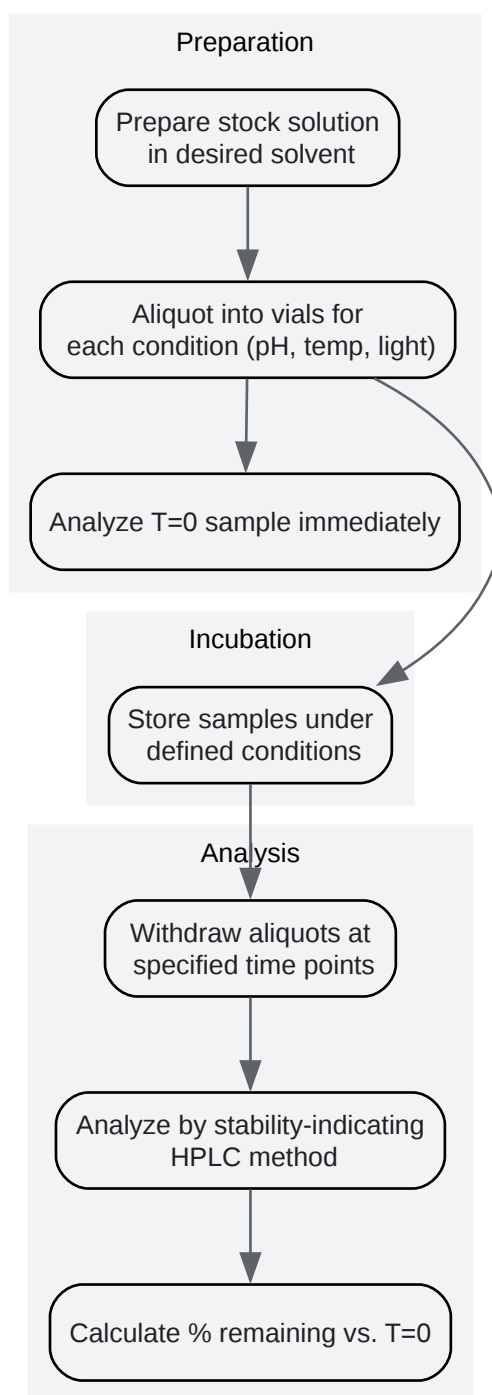 Preparation
Prepare stock solution
in desired solvent
Aliquot into vials for
each condition (pH, temp, light)
Analyze T=0 sample immediately
Incubation
Store samples under
defined conditions
Analysis
Withdraw aliquots at
specified time points
Analyze by stability-indicating
HPLC method
Calculate % remaining vs. T=0